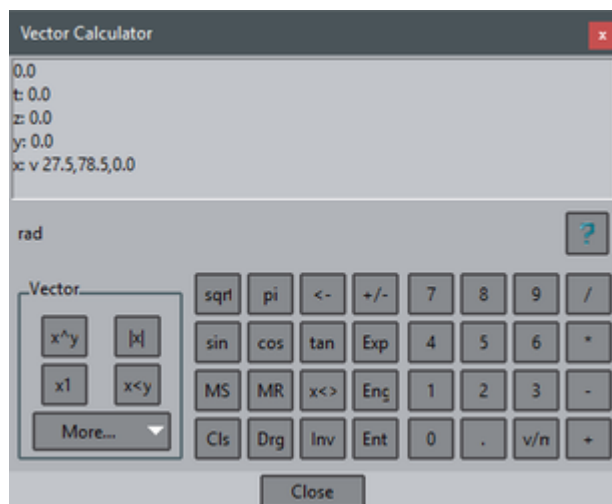 Vector Calculator
x
0.0
t: 0.0
z: 0.0
y: 0.0
x: v 27.5,78.5,0.0
rad
?
Vector
sqrt pi <- +/- 7 8 9 /
x^y |x|
sin cos tan Exp 4 5 6 *
x1 x<y
MS MR x<> Eng 1 2 3 -
More...
Cls Drg Inv Ent 0 . v/n +
Close